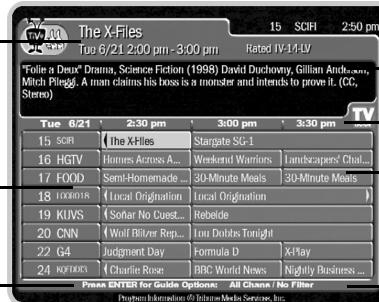 TiVo
The X-Files 15 SCIFI 2:50 pm
Tue 6/21 2:00 pm - 3:00 pm Rated TV-14-LV
"Folie a Deux" Drama, Science Fiction (1998) David Duchovny, Gillian Anderson,
Mitch Pileggi. A man claims his boss is a monster and intends to prove it. (CC,
Stereo)
TV
Tue 6/21 2:30 pm 3:00 pm 3:30 pm
15 SCIFI The X-Files Stargate SG-1
16 HGTV Homes Across A... Weekend Warriors Landscapers' Chal...
17 FOOD Semi-Homemade ... 30-Minute Meals 30-Minute Meals
18 LOORO18 Local Origination Local Origination
19 KUVS Soñar No Cuest... Rebelde
20 CNN Wolf Blitzer Rep... Lou Dobbs Tonight
22 G4 Judgment Day Formula D X-Play
24 KQEDDT3 Charlie Rose BBC World News Nightly Business ...
Press ENTER for Guide Options: All Chans / No Filter
Program Information © Tribune Media Services, Inc.